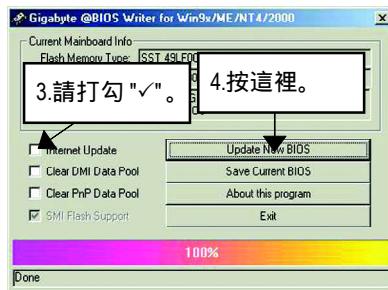 Gigabyte @BIOS Writer for Win9x/ME/NT4/2000
Current Mainboard Info
Flash Memory Type: SST 49LF00
3.請打勾"✓"。
4.按這裡。
Internet Update
Update New BIOS
Clear DMI Data Pool
Save Current BIOS
Clear PnP Data Pool
About this program
SMI Flash Support
Exit
100%
Done